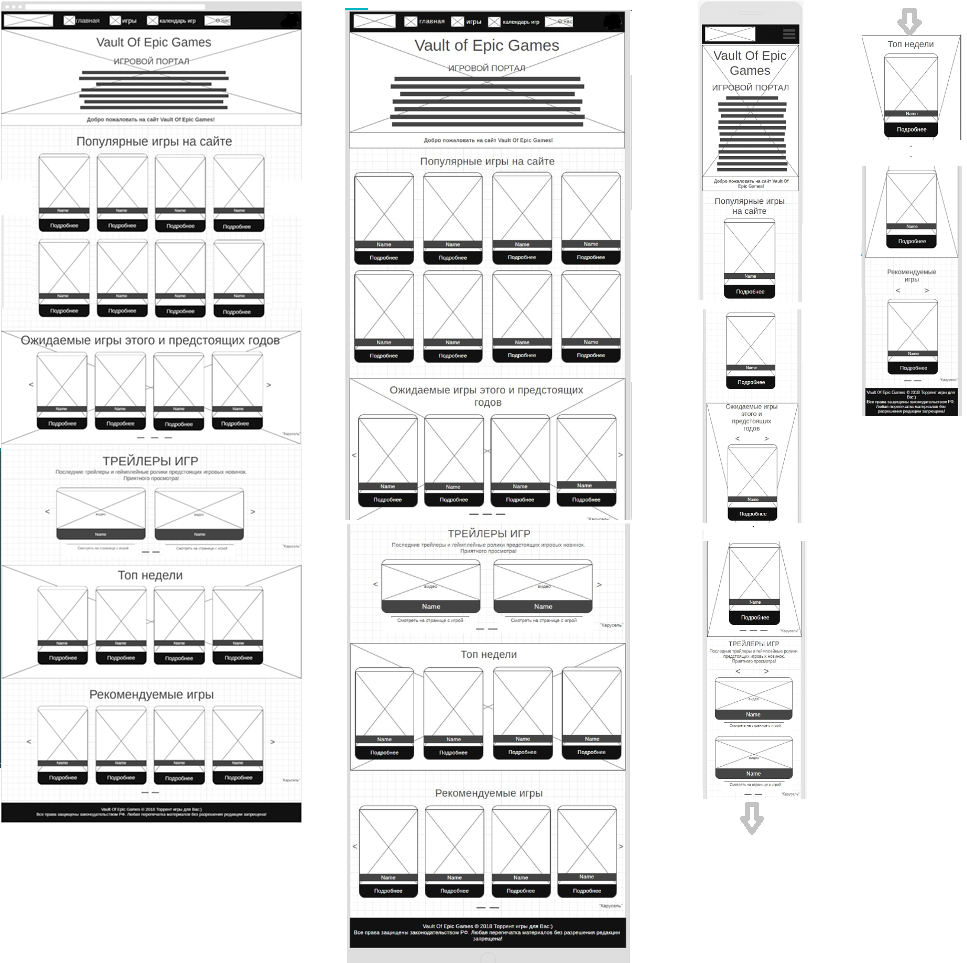 главная игры календарь игр О нас
Vault Of Epic Games
ИГРОВОЙ ПОРТАЛ
Добро пожаловать на сайт Vault Of Epic Games!
Популярные игры на сайте
Name Name Name Name
Подробнее Подробнее Подробнее Подробнее
Name Name Name Name
Подробнее Подробнее Подробнее Подробнее
Ожидаемые игры этого и предстоящих годов
< >
Name Name Name Name
Подробнее Подробнее Подробнее Подробнее
"Карусель"
ТРЕЙЛЕРЫ ИГР
Последние трейлеры и геймплейные ролики предстоящих игровых новинок.
Приятного просмотра!
< видео видео >
Name Name
Смотреть на странице с игрой Смотреть на странице с игрой
"Карусель"
Топ недели
Name Name Name Name
Подробнее Подробнее Подробнее Подробнее
Рекомендуемые игры
< >
Name Name Name Name
Подробнее Подробнее Подробнее Подробнее
"Карусель"
Vault Of Epic Games © 2018 Торрент игры для Вас:)
Все права защищены законодательством РФ. Любая перепечатка материалов без разрешения редакции запрещена!
главная игры календарь игр О нас
Vault of Epic Games
ИГРОВОЙ ПОРТАЛ
Добро пожаловать на сайт Vault Of Epic Games!
Популярные игры на сайте
Name Name Name Name
Подробнее Подробнее Подробнее Подробнее
Name Name Name Name
Подробнее Подробнее Подробнее Подробнее
Ожидаемые игры этого и предстоящих
годов
< >
Name Name Name Name
Подробнее Подробнее Подробнее Подробнее
"Карусель"
ТРЕЙЛЕРЫ ИГР
Последние трейлеры и геймплейные ролики предстоящих игровых новинок.
Приятного просмотра!
< видео видео >
Name Name
Смотреть на странице с игрой Смотреть на странице с игрой
"Карусель"
Топ недели
Name Name Name Name
Подробнее Подробнее Подробнее Подробнее
Рекомендуемые игры
< >
Name Name Name Name
Подробнее Подробнее Подробнее Подробнее
"Карусель"
Vault Of Epic Games © 2018 Торрент игры для Вас:)
Все права защищены законодательством РФ. Любая перепечатка материалов без разрешения редакции
запрещена!
Vault Of Epic
Games
ИГРОВОЙ ПОРТАЛ
Добро пожаловать на сайт Vault Of
Epic Games!
Популярные игры
на сайте
Name
Подробнее
Name
Подробнее
Ожидаемые игры
этого и
предстоящих
годов
< >
Name
Подробнее
Name
Подробнее
"Карусель"
ТРЕЙЛЕРЫ ИГР
Последние трейлеры и геймплейные ролики
предстоящих игровых новинок.
Приятного просмотра!
< >
видео
Name
Смотреть на странице с игрой
видео
Name
Смотреть на странице с игрой
"Карусель"
Топ недели
Name
Подробнее
Name
Подробнее
Рекомендуемые
игры
< >
Name
Подробнее
"Карусель"
Vault Of Epic Games © 2018 Торрент игры для
Вас:)
Все права защищены законодательством РФ.
Любая перепечатка материалов без
разрешения редакции запрещена!